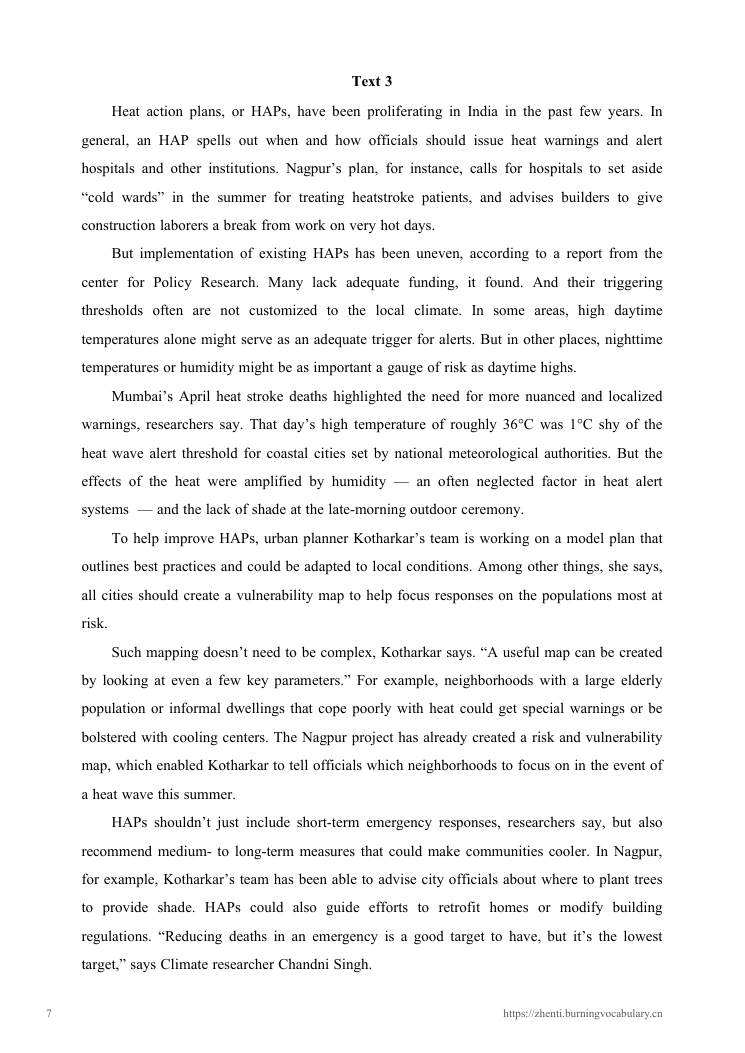 Text 3
Heat action plans, or HAPs, have been proliferating in India in the past few years. In
general, an HAP spells out when and how officials should issue heat warnings and alert
hospitals and other institutions. Nagpur’s plan, for instance, calls for hospitals to set aside
“cold wards” in the summer for treating heatstroke patients, and advises builders to give
construction laborers a break from work on very hot days.
But implementation of existing HAPs has been uneven, according to a report from the
center for Policy Research. Many lack adequate funding, it found. And their triggering
thresholds often are not customized to the local climate. In some areas, high daytime
temperatures alone might serve as an adequate trigger for alerts. But in other places, nighttime
temperatures or humidity might be as important a gauge of risk as daytime highs.
Mumbai’s April heat stroke deaths highlighted the need for more nuanced and localized
warnings, researchers say. That day’s high temperature of roughly 36°C was 1°C shy of the
heat wave alert threshold for coastal cities set by national meteorological authorities. But the
effects of the heat were amplified by humidity — an often neglected factor in heat alert
systems — and the lack of shade at the late-morning outdoor ceremony.
To help improve HAPs, urban planner Kotharkar’s team is working on a model plan that
outlines best practices and could be adapted to local conditions. Among other things, she says,
all cities should create a vulnerability map to help focus responses on the populations most at
risk.
Such mapping doesn’t need to be complex, Kotharkar says. “A useful map can be created
by looking at even a few key parameters.” For example, neighborhoods with a large elderly
population or informal dwellings that cope poorly with heat could get special warnings or be
bolstered with cooling centers. The Nagpur project has already created a risk and vulnerability
map, which enabled Kotharkar to tell officials which neighborhoods to focus on in the event of
a heat wave this summer.
HAPs shouldn’t just include short-term emergency responses, researchers say, but also
recommend medium- to long-term measures that could make communities cooler. In Nagpur,
for example, Kotharkar’s team has been able to advise city officials about where to plant trees
to provide shade. HAPs could also guide efforts to retrofit homes or modify building
regulations. “Reducing deaths in an emergency is a good target to have, but it’s the lowest
target,” says Climate researcher Chandni Singh.
7
https://zhenti.burningvocabulary.cn